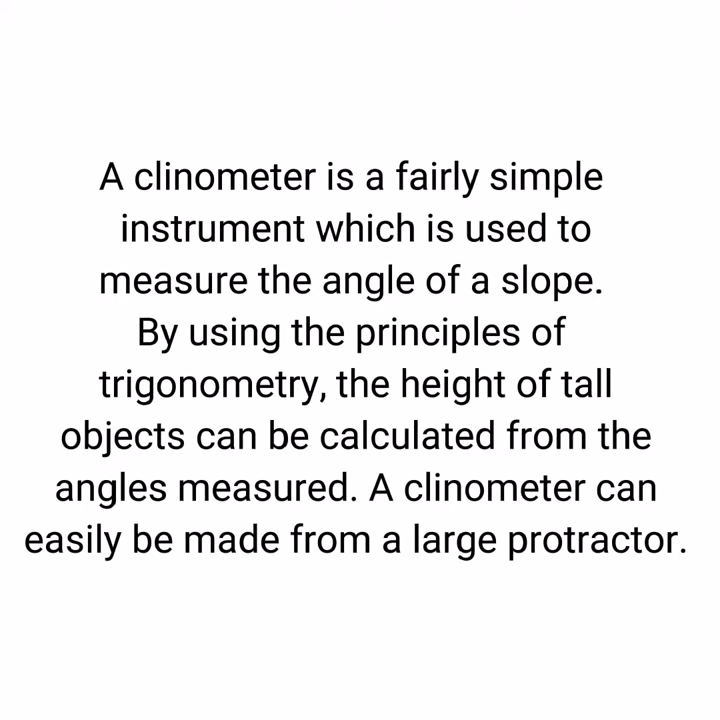 A clinometer is a fairly simple
instrument which is used to
measure the angle of a slope.
By using the principles of
trigonometry, the height of tall
objects can be calculated from the
angles measured. A clinometer can
easily be made from a large protractor.